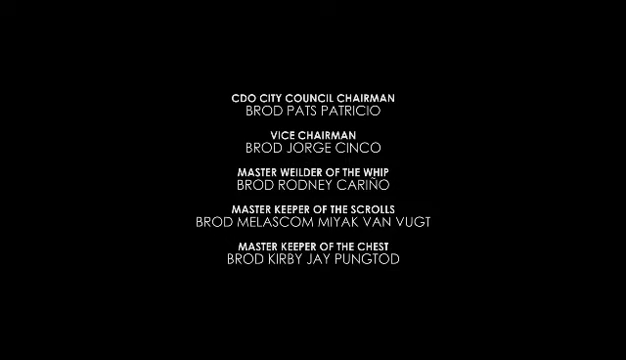 CDO CITY COUNCIL CHAIRMAN
BROD PATS PATRICIO
VICE CHAIRMAN
BROD JORGE CINCO
MASTER WEILDER OF THE WHIP
BROD RODNEY CARIÑO
MASTER KEEPER OF THE SCROLLS
BROD MELASCOM MIYAK VAN VUGT
MASTER KEEPER OF THE CHEST
BROD KIRBY JAY PUNGTOD